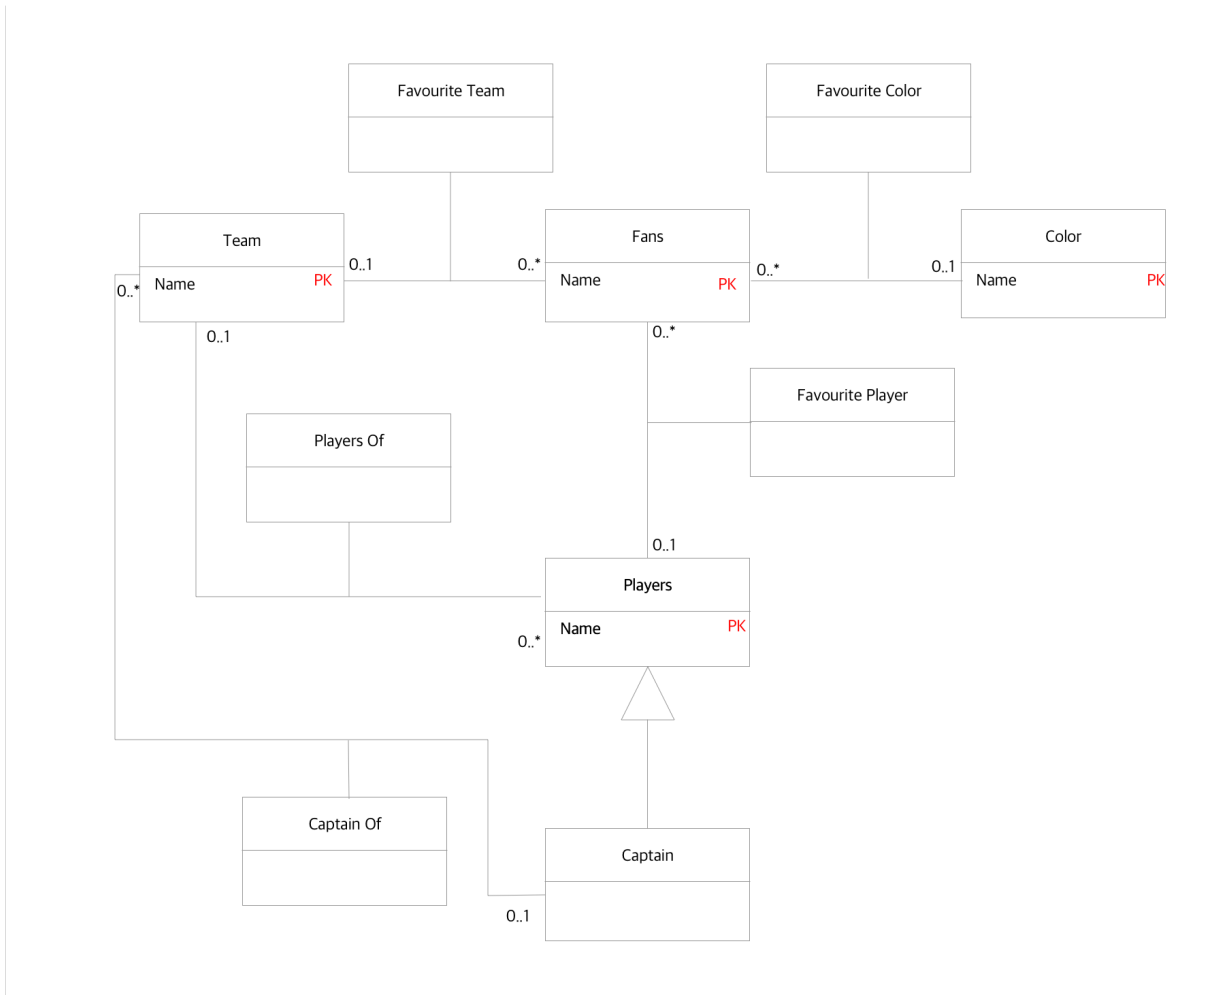 Favourite Team
Favourite Color
Team
Fans
Color
0..1
0..*
0..*
0..1
Name PK
Name PK
Name PK
0..*
0..1
0..*
Favourite Player
Players Of
0..1
Players
Name PK
0..*
Captain Of
Captain
0..1